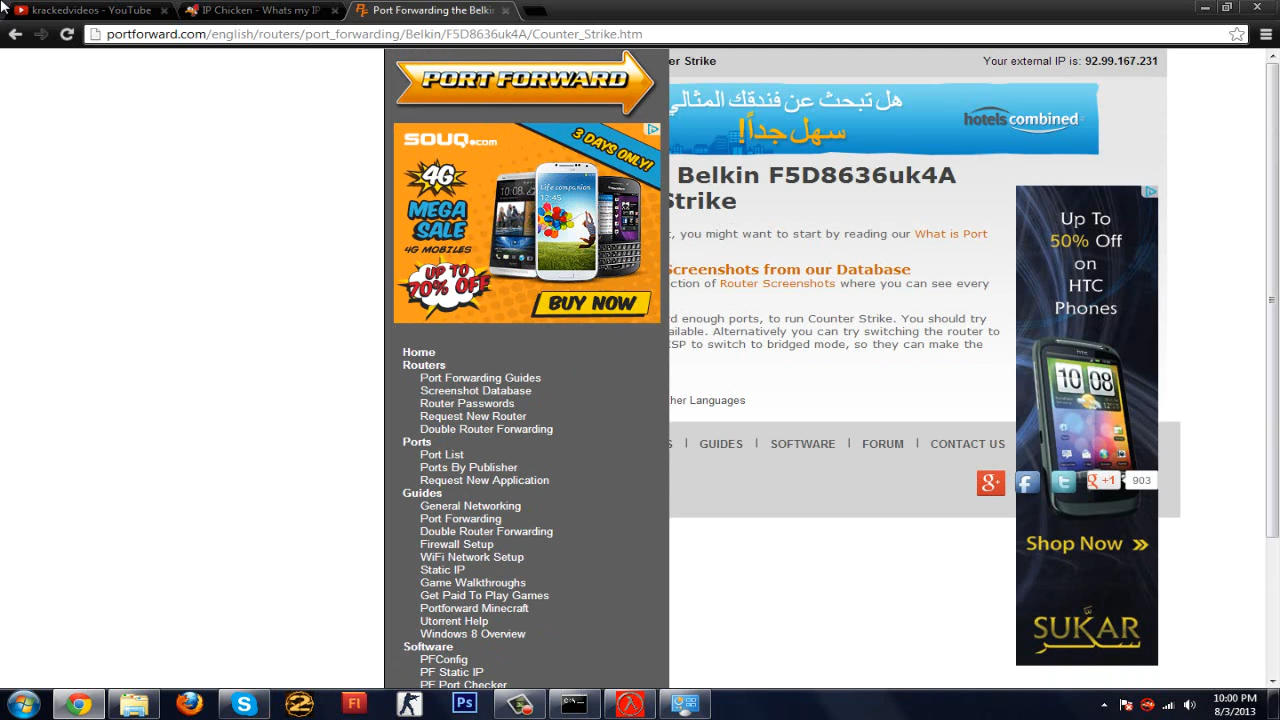 krackedvideos - YouTube
IP Chicken - Whats my IP
Port Forwarding the Belkin
portforward.com/english/routers/port_forwarding/Belkin/F5D8636uk4A/Counter_Strike.htm
PORT FORWARD
er Strike
Your external IP is: 92.99.167.231
هل تبحث عن فندقك المثالي
سهل جداً!
hotelscombined
SOUQ.com
3 DAYS ONLY!
4G
MEGA
SALE
4G MOBILES
UP TO
70% OFF
BUY NOW
Life companion
12:45
Belkin F5D8636uk4A
Strike
t, you might want to start by reading our What is Port
Screenshots from our Database
ction of Router Screenshots where you can see every
d enough ports, to run Counter Strike. You should try
ailable. Alternatively you can try switching the router to
SP to switch to bridged mode, so they can make the
her Languages
S | GUIDES | SOFTWARE | FORUM | CONTACT US
g+
f
t
g +1
903
Up To
50% Off
on
HTC
Phones
10 08
Shop Now »
SUKAR
Home
Routers
Port Forwarding Guides
Screenshot Database
Router Passwords
Request New Router
Double Router Forwarding
Ports
Port List
Ports By Publisher
Request New Application
Guides
General Networking
Port Forwarding
Double Router Forwarding
Firewall Setup
WiFi Network Setup
Static IP
Game Walkthroughs
Get Paid To Play Games
Portforward Minecraft
Utorrent Help
Windows 8 Overview
Software
PFConfig
PF Static IP
PF Port Checker
Fl
Ps
10:00 PM
8/3/2013